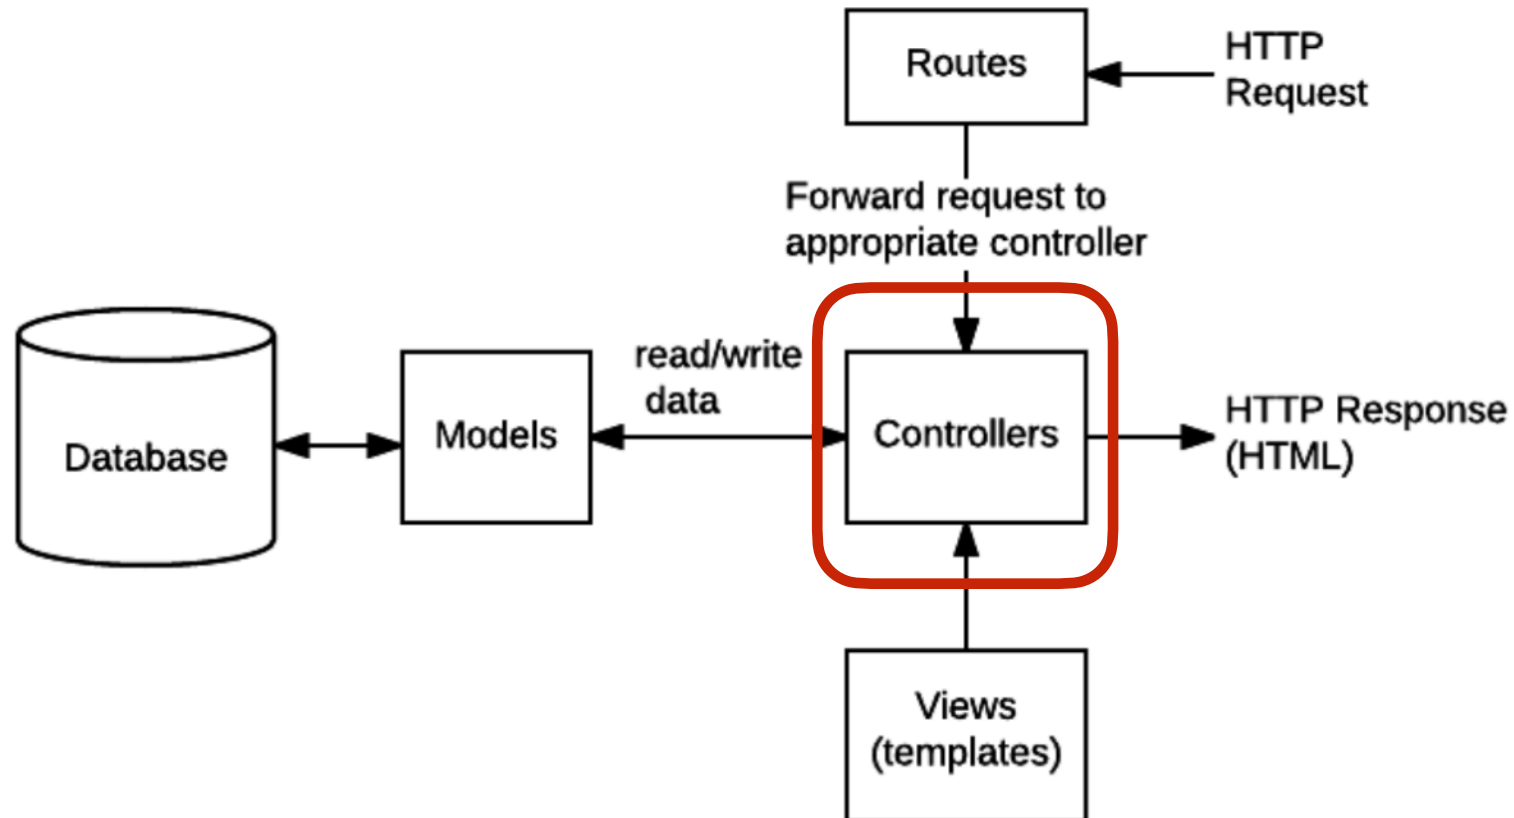 Routes
HTTP
Request
Forward request to
appropriate controller
read/write
data
Database
Models
Controllers
HTTP Response
(HTML)
Views
(templates)